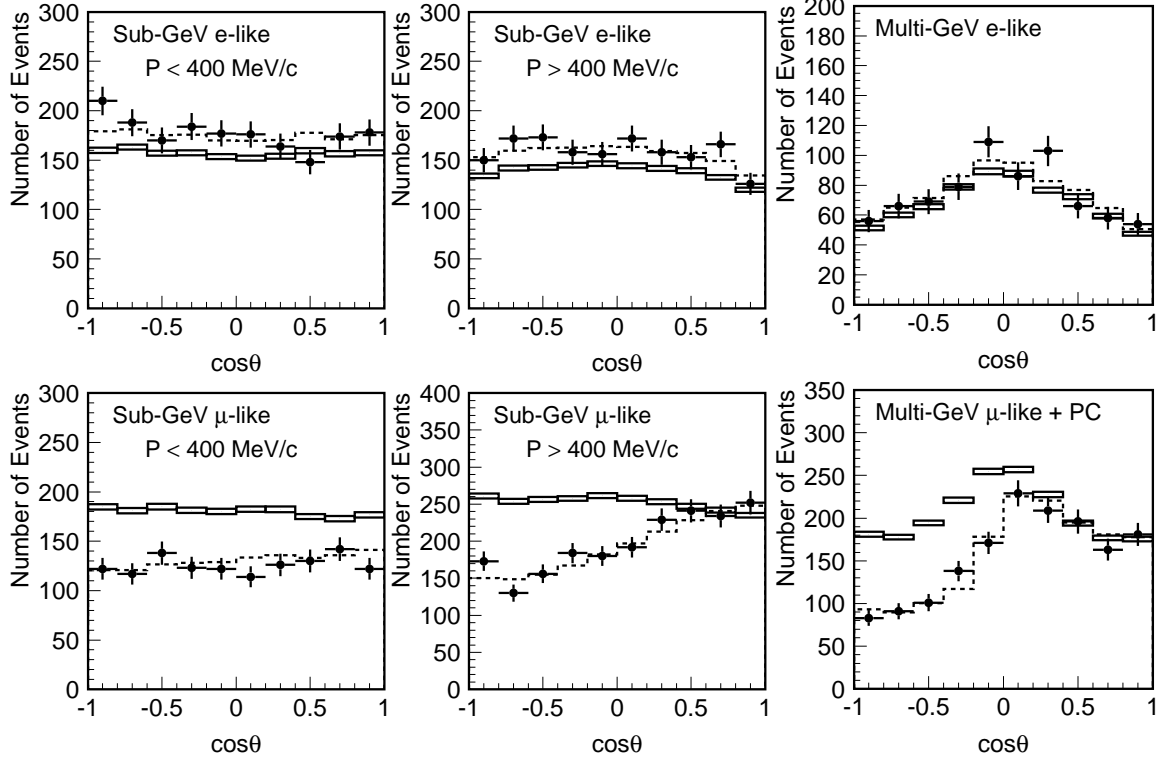 Number of Events
300
250
200
150
100
50
0
Sub-GeV e-like
P < 400 MeV/c
-1 -0.5 0 0.5 1
cosθ
Number of Events
300
250
200
150
100
50
0
Sub-GeV e-like
P > 400 MeV/c
-1 -0.5 0 0.5 1
cosθ
Number of Events
200
180
160
140
120
100
80
60
40
20
0
Multi-GeV e-like
-1 -0.5 0 0.5 1
cosθ
Number of Events
300
250
200
150
100
50
0
Sub-GeV μ-like
P < 400 MeV/c
-1 -0.5 0 0.5 1
cosθ
Number of Events
400
350
300
250
200
150
100
50
0
Sub-GeV μ-like
P > 400 MeV/c
-1 -0.5 0 0.5 1
cosθ
Number of Events
350
300
250
200
150
100
50
0
Multi-GeV μ-like + PC
-1 -0.5 0 0.5 1
cosθ